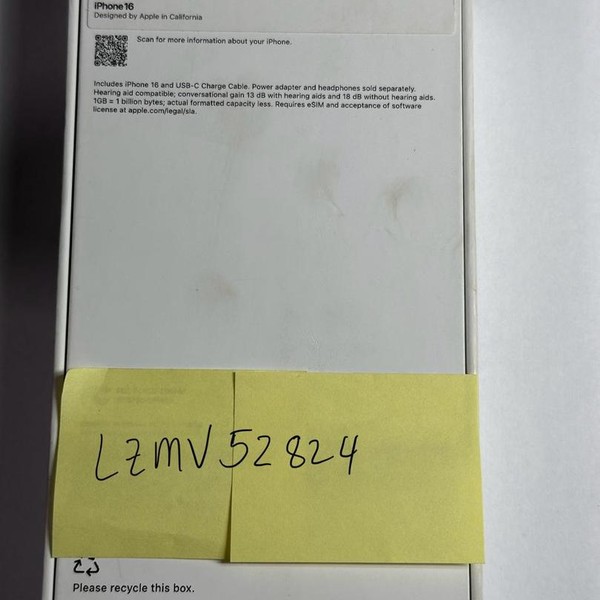 iPhone 16
Designed by Apple in California
Scan for more information about your iPhone.
Includes iPhone 16 and USB-C Charge Cable. Power adapter and headphones sold separately.
Hearing aid compatible; conversational gain 13 dB with hearing aids and 18 dB without hearing aids.
1GB = 1 billion bytes; actual formatted capacity less. Requires eSIM and acceptance of software
license at apple.com/legal/sla.
LZMV52824
Please recycle this box.